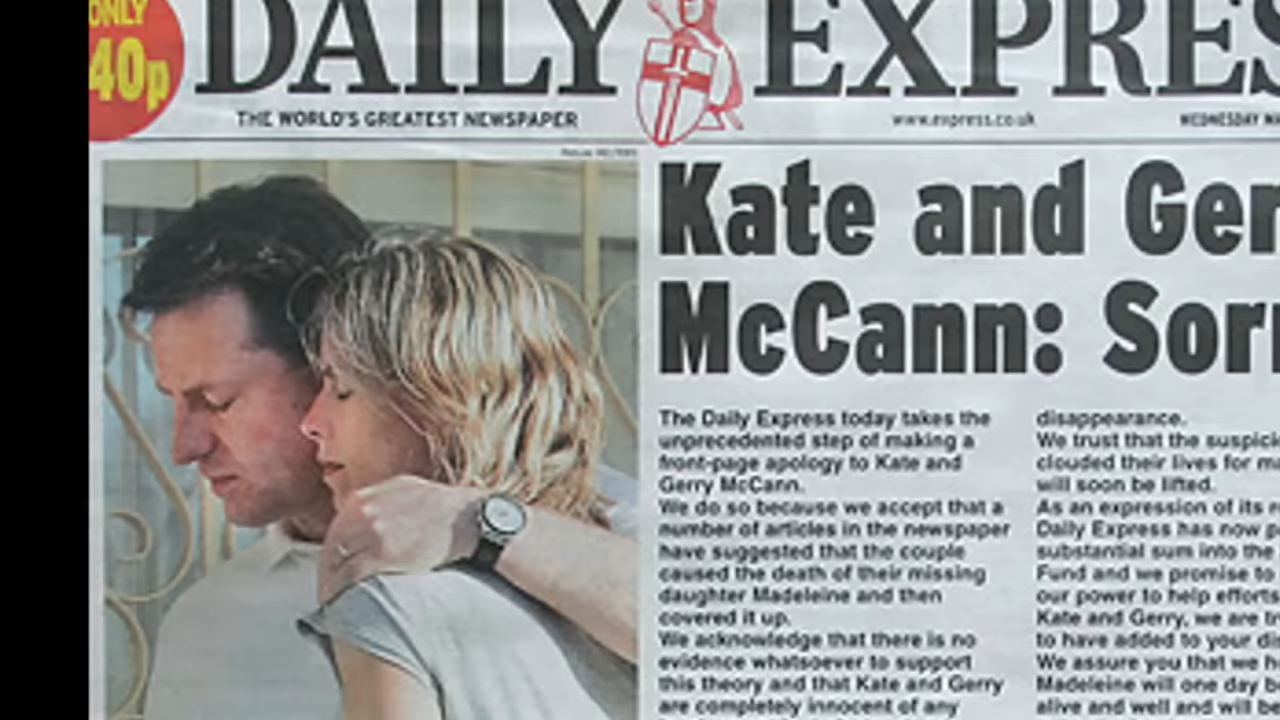 ONLY
40p
DAILY EXPRES
THE WORLD'S GREATEST NEWSPAPER
www.express.co.uk
WEDNESDAY
Kate and Ger
McCann: Sor
The Daily Express today takes the
unprecedented step of making a
front-page apology to Kate and
Gerry McCann.
We do so because we accept that a
number of articles in the newspaper
have suggested that the couple
caused the death of their missing
daughter Madeleine and then
covered it up.
We acknowledge that there is no
evidence whatsoever to support
this theory and that Kate and Gerry
are completely innocent of any
disappearance.
We trust that the suspici
clouded their lives for m
will soon be lifted.
As an expression of its
Daily Express has now p
substantial sum into the
Fund and we promise to
our power to help efforts
Kate and Gerry, we are tr
to have added to your di
We assure you that we h
Madeleine will one day b
alive and well and will be